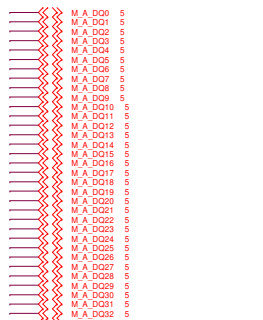 M_A_DQ0 5
M_A_DQ1 5
M_A_DQ2 5
M_A_DQ3 5
M_A_DQ4 5
M_A_DQ5 5
M_A_DQ6 5
M_A_DQ7 5
M_A_DQ8 5
M_A_DQ9 5
M_A_DQ10 5
M_A_DQ11 5
M_A_DQ12 5
M_A_DQ13 5
M_A_DQ14 5
M_A_DQ15 5
M_A_DQ16 5
M_A_DQ17 5
M_A_DQ18 5
M_A_DQ19 5
M_A_DQ20 5
M_A_DQ21 5
M_A_DQ22 5
M_A_DQ23 5
M_A_DQ24 5
M_A_DQ25 5
M_A_DQ26 5
M_A_DQ27 5
M_A_DQ28 5
M_A_DQ29 5
M_A_DQ30 5
M_A_DQ31 5
M_A_DQ32 5